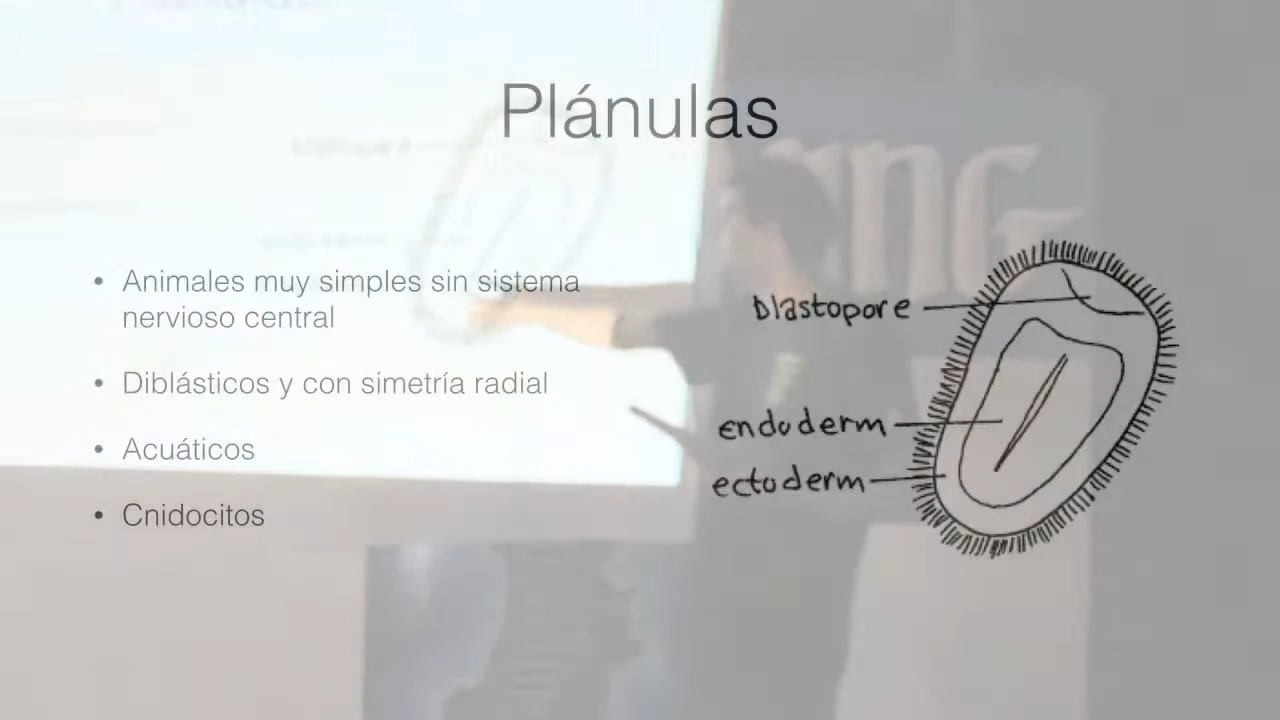 Plánulas
• Animales muy simples sin sistema
nervioso central
• Diblásticos y con simetría radial
• Acuáticos
• Cnidocitos
blastopore
endoderm
ectoderm